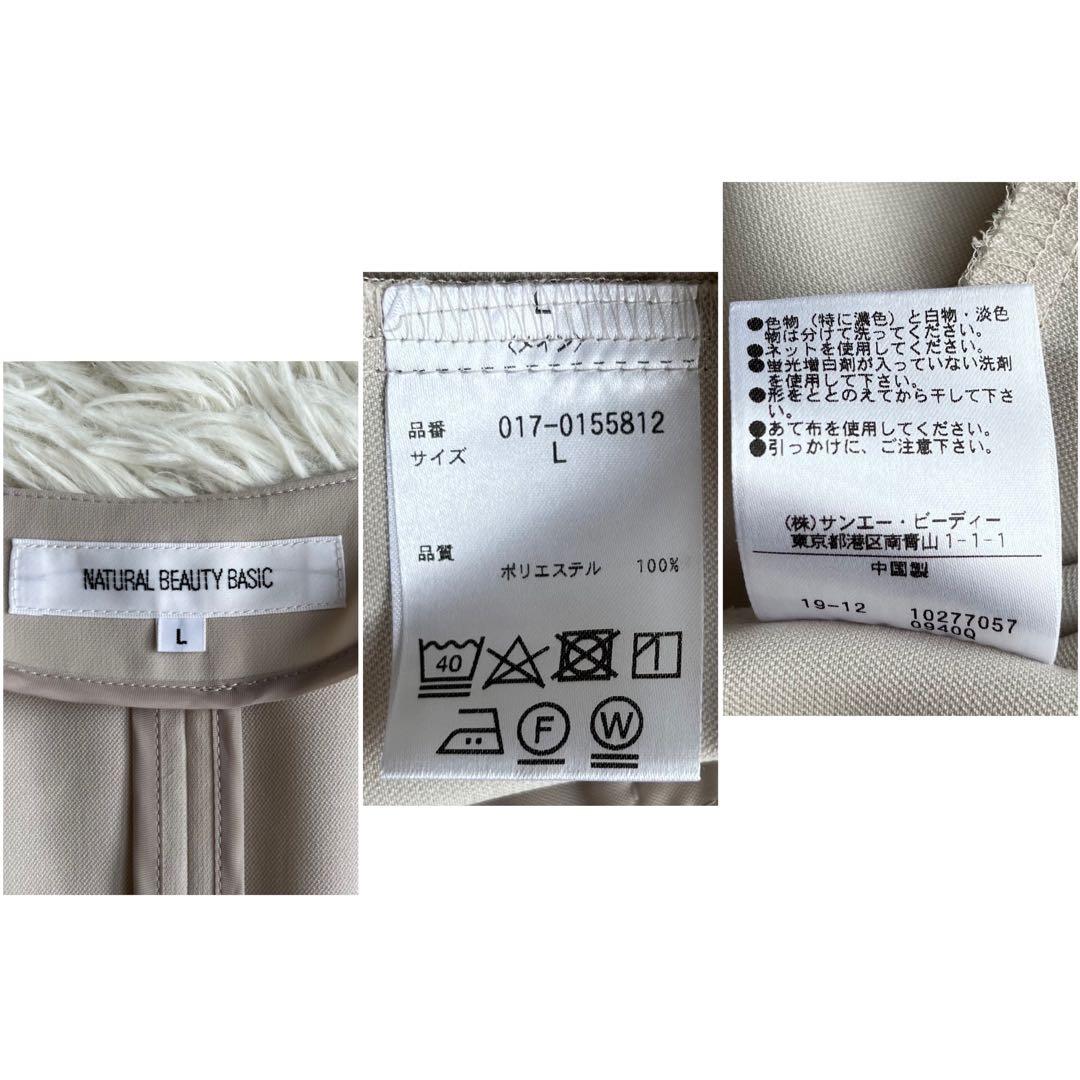 NATURAL BEAUTY BASIC
L
L
〈メイン〉
品番 017-0155812
サイズ L
品質
ポリエステル 100%
40
F W
●色物(特に濃色)と白物・淡色
物は分けて洗ってください。
●ネットを使用してください。
●蛍光増白剤が入っていない洗剤
を使用して下さい。
●形をととのえてから干して下さ
い。
●あて布を使用してください。
●引っかけに、ご注意下さい。
(株)サンエー・ビーディー
東京都港区南青山1-1-1
中国製
19-12 10277057
0940Q